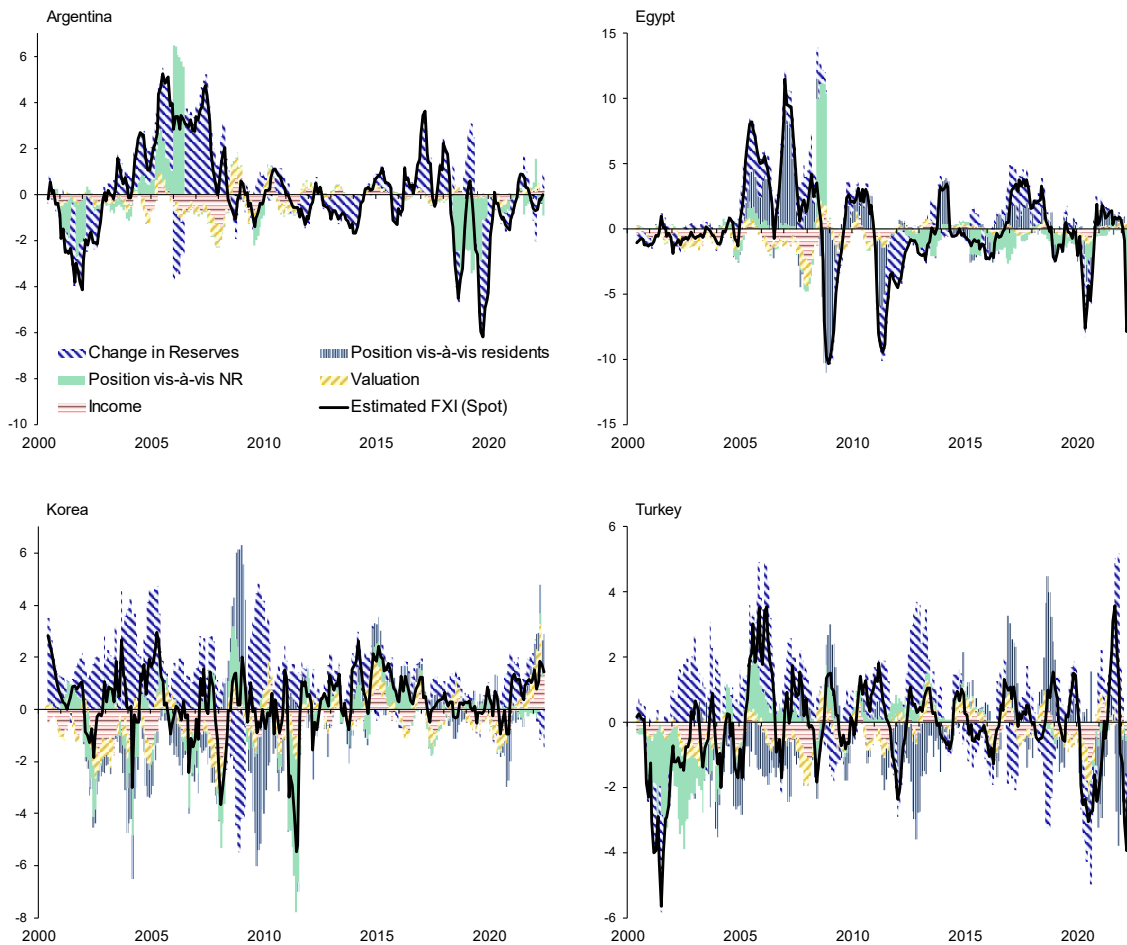 Argentina
6
4
2
0
-2
-4
-6
-8
-10
2000 2005 2010 2015 2020
Change in Reserves
Position vis-à-vis residents
Position vis-à-vis NR
Valuation
Income
Estimated FXI (Spot)
Egypt
15
10
5
0
-5
-10
-15
2000 2005 2010 2015 2020
Korea
6
4
2
0
-2
-4
-6
-8
2000 2005 2010 2015 2020
Turkey
6
4
2
0
-2
-4
-6
2000 2005 2010 2015 2020